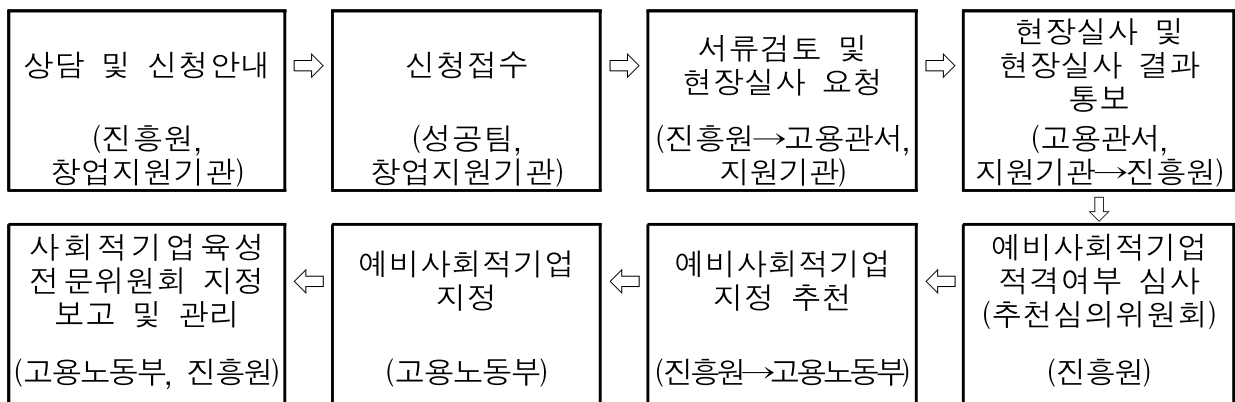 상담 및 신청안내
(진흥원,
창업지원기관)
⇨
신청접수
(성공팀,
창업지원기관)
⇨
서류검토 및
현장실사 요청
(진흥원→고용관서,
지원기관)
⇨
현장실사 및
현장실사 결과
통보
(고용관서,
지원기관→진흥원)
⇩
예비사회적기업
적격여부 심사
(추천심의위원회)
(진흥원)
⇦
예비사회적기업
지정 추천
(진흥원→고용노동부)
⇦
예비사회적기업
지정
(고용노동부)
⇦
사회적기업육성
전문위원회 지정
보고 및 관리
(고용노동부, 진흥원)